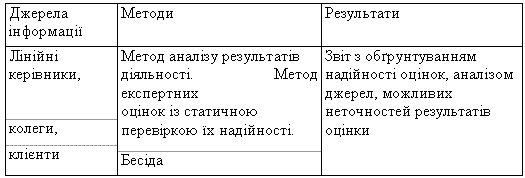 Джерела
інформації
Методи
Результати
Лінійні
керівники,
колеги,
клієнти
Метод аналізу результатів
діяльності. Метод
експертних
оцінок із статичною
перевіркою їх надійності.
Бесіда
Звіт з обґрунтуванням
надійності оцінок, аналізом
джерел, можливих
неточностей результатів
оцінки